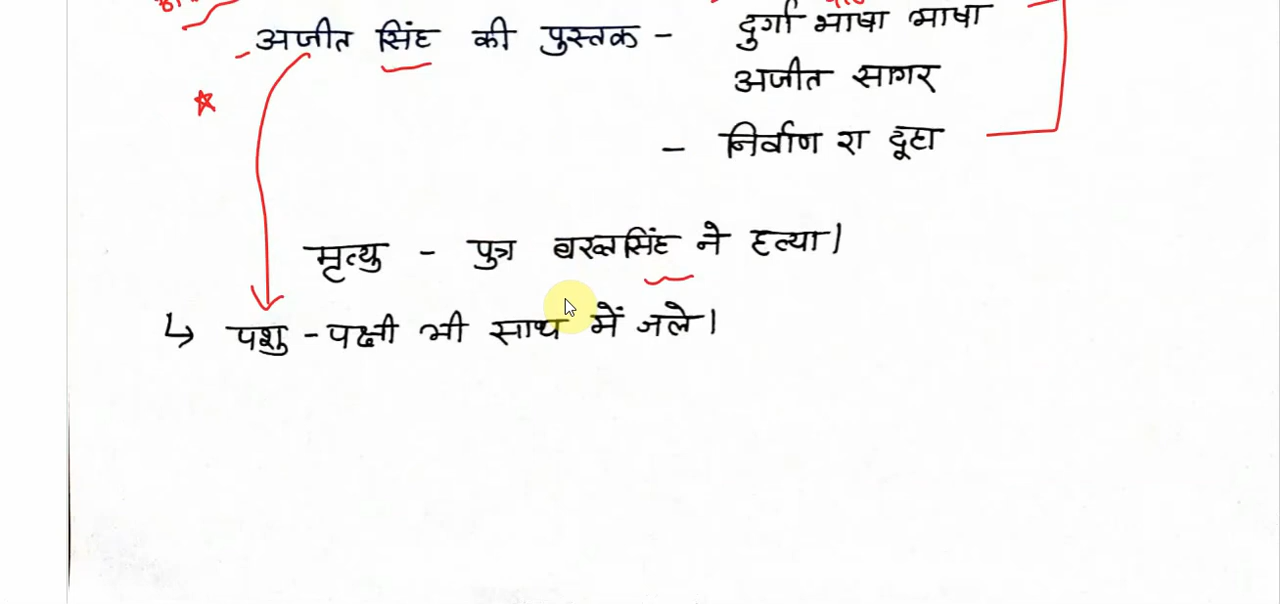 अजीत सिंह की पुस्तक - दुर्गा भाषा भाषा
अजीत सागर
- निर्वाण रा दूहा
मृत्यु - पुत्र बख्तसिंह ने हत्या।
↳ पशु - पक्षी भी साथ में जले।